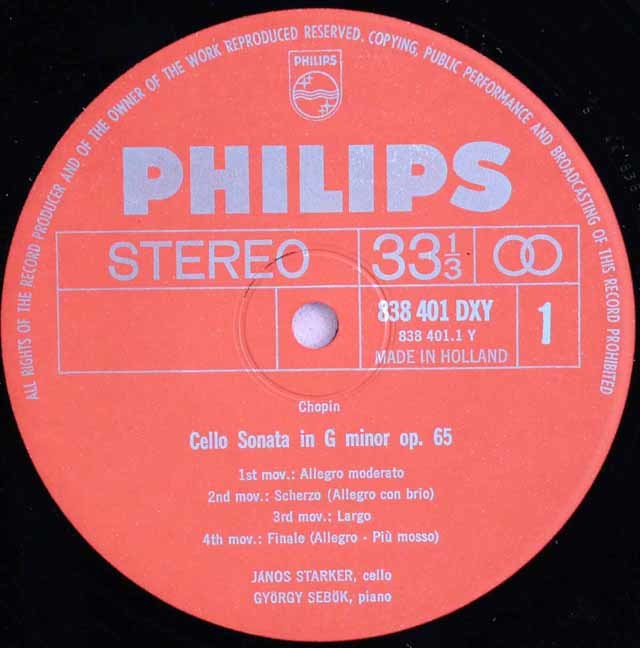 ALL RIGHTS OF THE RECORD PRODUCER AND OF THE OWNER OF THE WORK REPRODUCED RESERVED. COPYING, PUBLIC PERFORMANCE AND BROADCASTING OF THIS RECORD PROHIBITED
PHILIPS
PHILIPS
STEREO 33 1/3
838 401 DXY 1
838 401.1 Y
MADE IN HOLLAND
Chopin
Cello Sonata in G minor op. 65
1st mov.: Allegro moderato
2nd mov.: Scherzo (Allegro con brio)
3rd mov.: Largo
4th mov.: Finale (Allegro - Più mosso)
JÁNOS STARKER, cello
GYÖRGY SEBÖK, piano